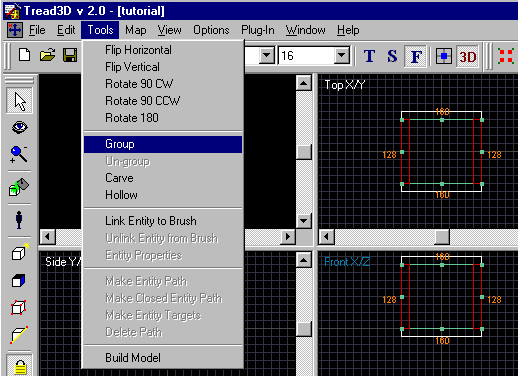 Tread3D v 2.0 - [tutorial]
File Edit Tools Map View Options Plug-In Window Help
16 T S F 3D
Flip Horizontal
Flip Vertical
Rotate 90 CW
Rotate 90 CCW
Rotate 180
Group
Un-group
Carve
Hollow
Link Entity to Brush
Unlink Entity from Brush
Entity Properties
Make Entity Path
Make Closed Entity Path
Make Entity Targets
Delete Path
Build Model
Top X/Y
160
128 128
160
Side Y/
Front X/Z
160
128 128
160